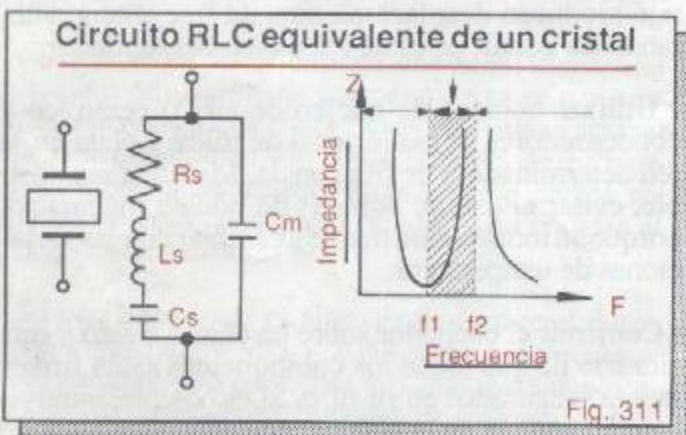 Circuito RLC equivalente de un cristal
Rs
Ls
Cs
Cm
Z
Impedancia
F
f1 f2
Frecuencia
Fig. 311